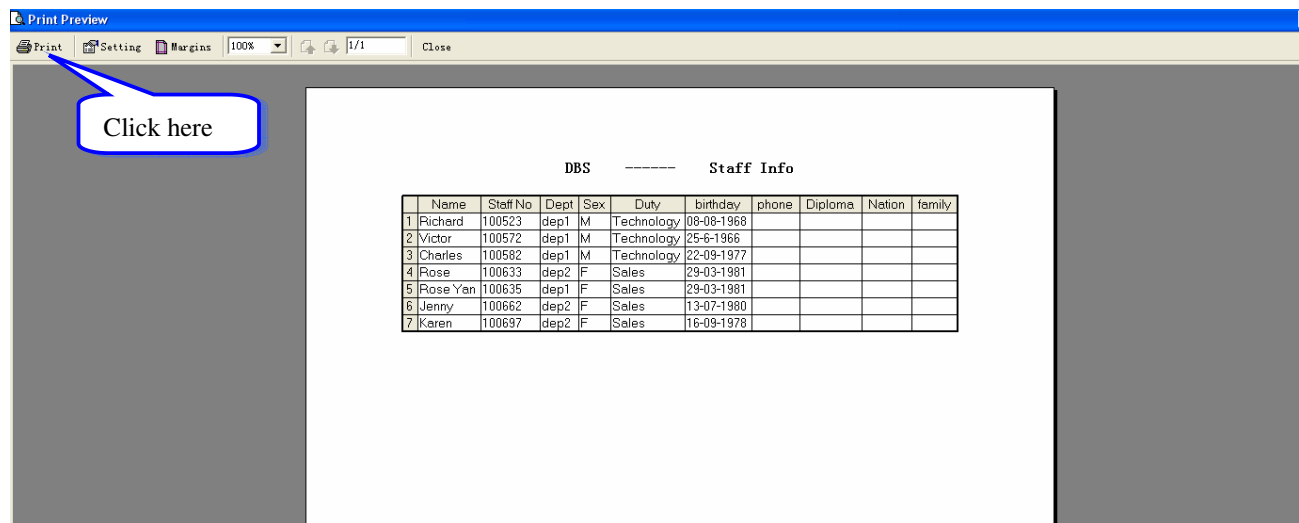 Print Preview
Print Setting Margins 100% 1/1 Close
Click here
DBS ------ Staff Info
Name Staff No Dept Sex Duty birthday phone Diploma Nation family
1 Richard 100523 dep1 M Technology 08-08-1968
2 Victor 100572 dep1 M Technology 25-6-1966
3 Charles 100582 dep1 M Technology 22-09-1977
4 Rose 100633 dep2 F Sales 29-03-1981
5 Rose Yan 100635 dep1 F Sales 29-03-1981
6 Jenny 100662 dep2 F Sales 13-07-1980
7 Karen 100697 dep2 F Sales 16-09-1978